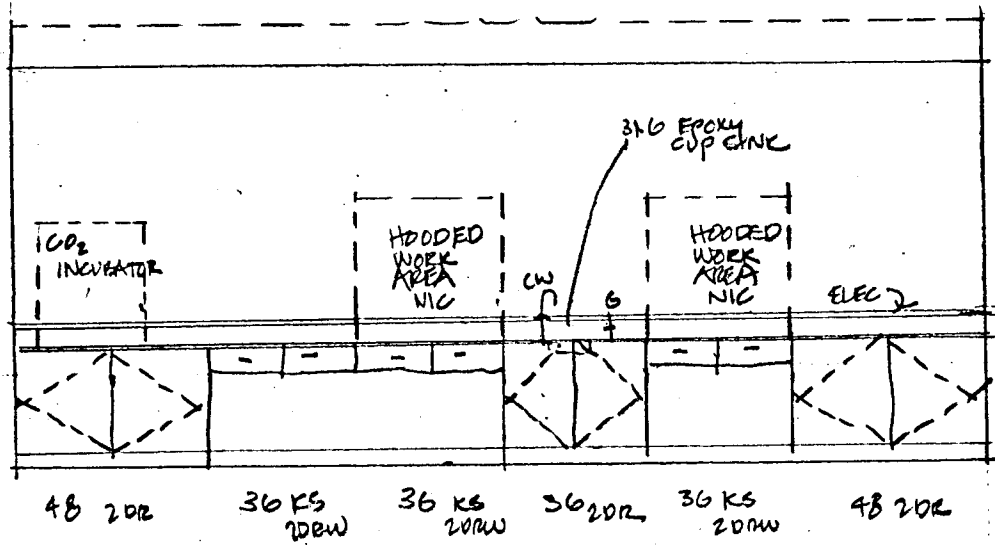 3x6 EPOXY
CUP SINK
CO2
INCUBATOR
HOODED
WORK
AREA
NIC
CW
G
HOODED
WORK
AREA
NIC
ELEC
48 2DR
36 KS
2DRW
36 KS
2DRW
36 2DR
36 KS
2DRW
48 2DR